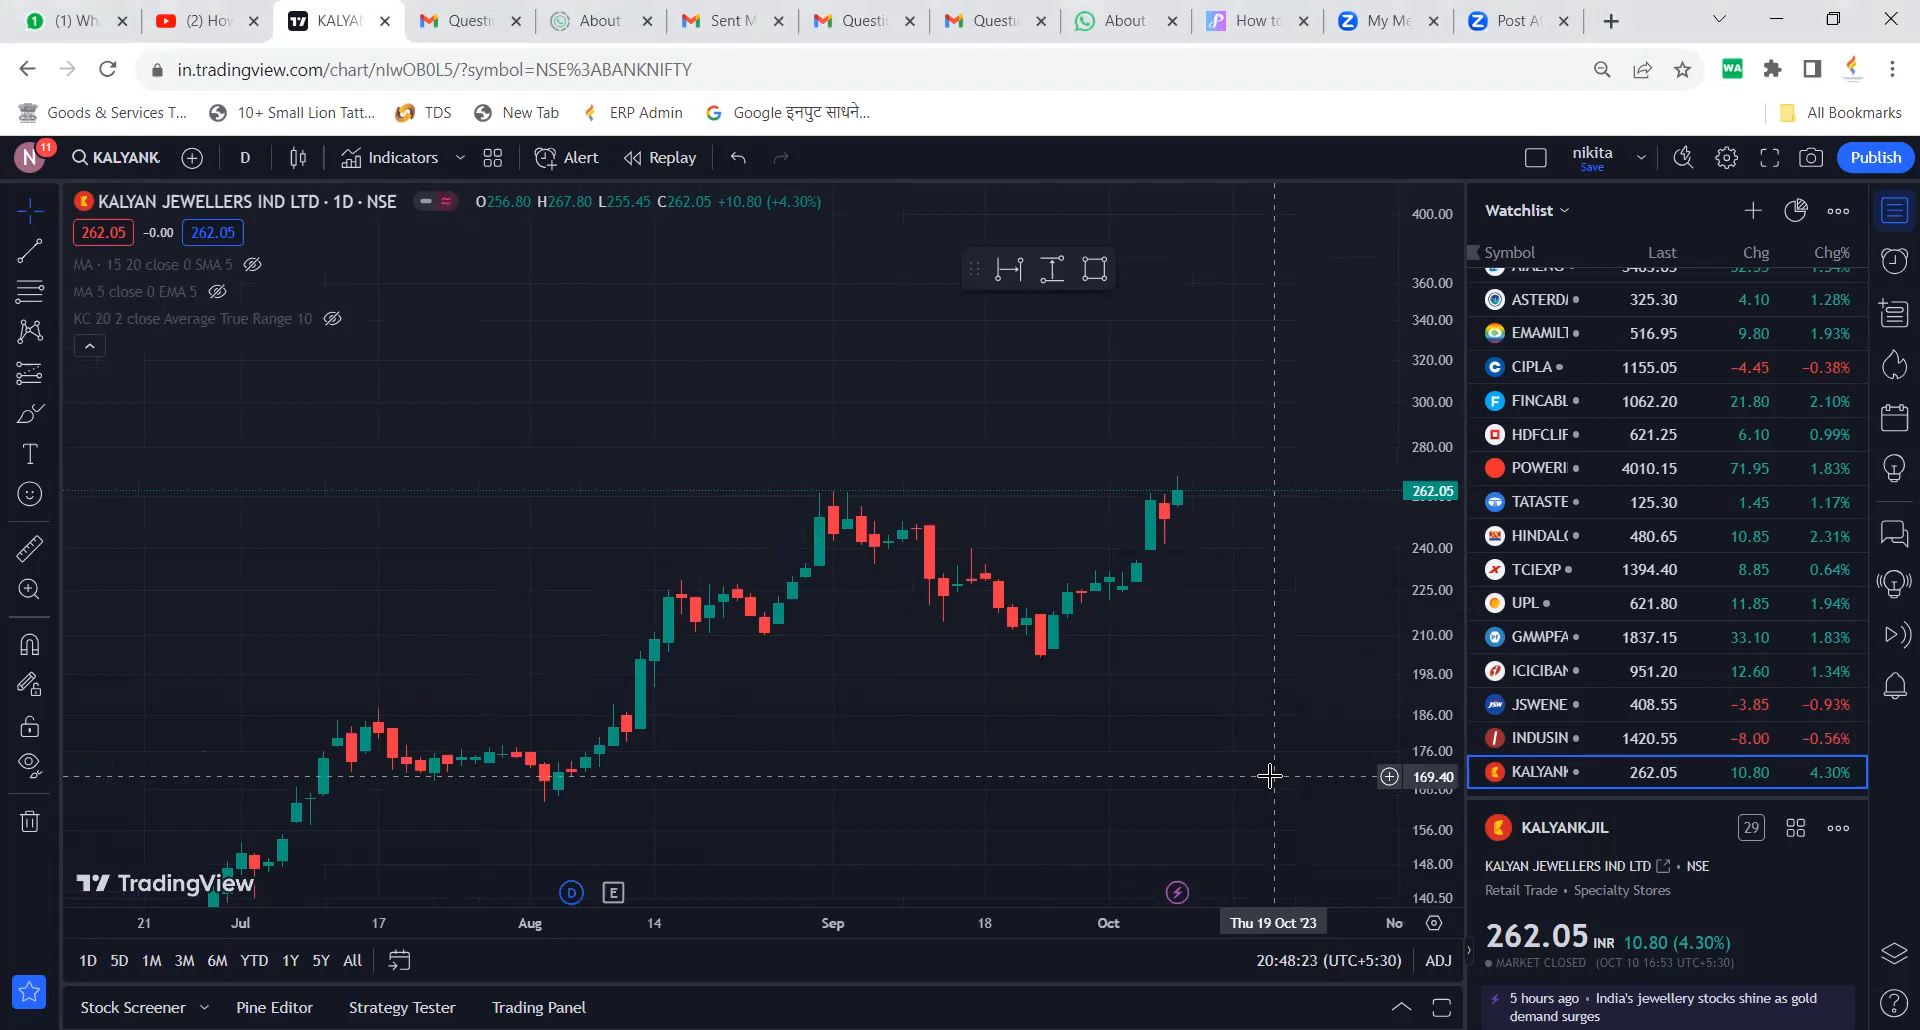 (1) Wh
(2) Hov
KALYAN
Questi
About
Sent M
Questi
Questi
About
How to
My Me
Post At
in.tradingview.com/chart/nIwOB0L5/?symbol=NSE%3ABANKNIFTY
WA
Goods & Services T...
10+ Small Lion Tatt...
TDS
New Tab
ERP Admin
Google इनपुट साधने...
All Bookmarks
N 11
KALYANK
D
Indicators
Alert
Replay
nikita
Save
Publish
KALYAN JEWELLERS IND LTD · 1D · NSE
O256.80 H267.80 L255.45 C262.05 +10.80 (+4.30%)
262.05 −0.00 262.05
MA · 15 20 close 0 SMA 5
MA 5 close 0 EMA 5
KC 20 2 close Average True Range 10
400.00
360.00
340.00
320.00
300.00
280.00
262.05
240.00
225.00
210.00
198.00
186.00
176.00
169.40
156.00
148.00
140.50
TradingView
D E
21 Jul 17 Aug 14 Sep 18 Oct Thu 19 Oct '23 No
1D 5D 1M 3M 6M YTD 1Y 5Y All
20:48:23 (UTC+5:30) ADJ
Stock Screener Pine Editor Strategy Tester Trading Panel
Watchlist
Symbol Last Chg Chg%
ASTERD 325.30 4.10 1.28%
EMAMILT 516.95 9.80 1.93%
CIPLA 1155.05 −4.45 −0.38%
FINCABL 1062.20 21.80 2.10%
HDFCLIF 621.25 6.10 0.99%
POWERI 4010.15 71.95 1.83%
TATASTE 125.30 1.45 1.17%
HINDALC 480.65 10.85 2.31%
TCIEXP 1394.40 8.85 0.64%
UPL 621.80 11.85 1.94%
GMMPFA 1837.15 33.10 1.83%
ICICIBAN 951.20 12.60 1.34%
JSWENE 408.55 −3.85 −0.93%
INDUSIN 1420.55 −8.00 −0.56%
KALYANK 262.05 10.80 4.30%
KALYANKJIL
29
KALYAN JEWELLERS IND LTD • NSE
Retail Trade • Specialty Stores
262.05 INR 10.80 (4.30%)
MARKET CLOSED (OCT 10 16:53 UTC+5:30)
5 hours ago • India's jewellery stocks shine as gold
demand surges